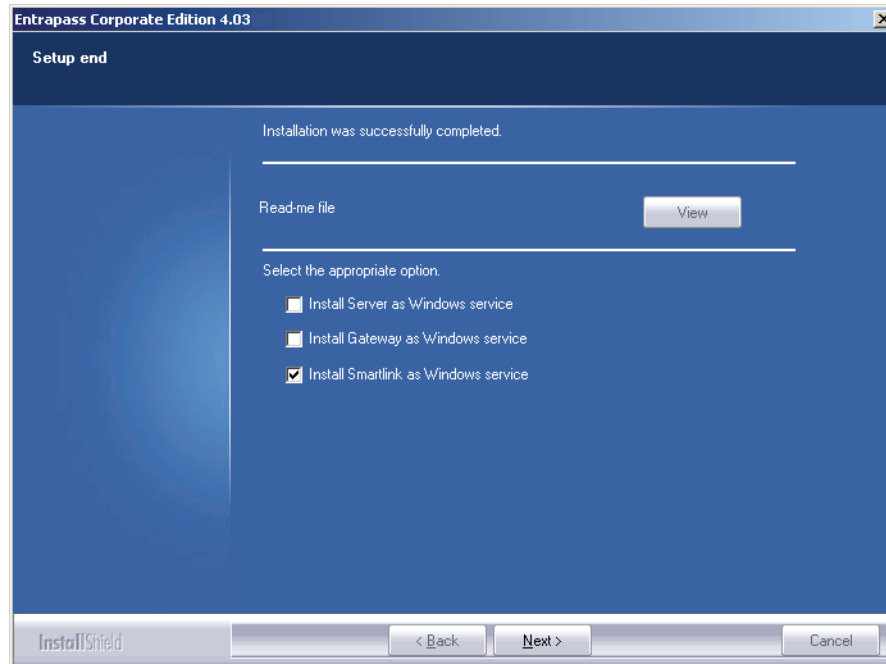 Entrapass Corporate Edition 4.03
Setup end
Installation was successfully completed.
Read-me file
View
Select the appropriate option.
Install Server as Windows service
Install Gateway as Windows service
Install Smartlink as Windows service
InstallShield
< Back
Next >
Cancel